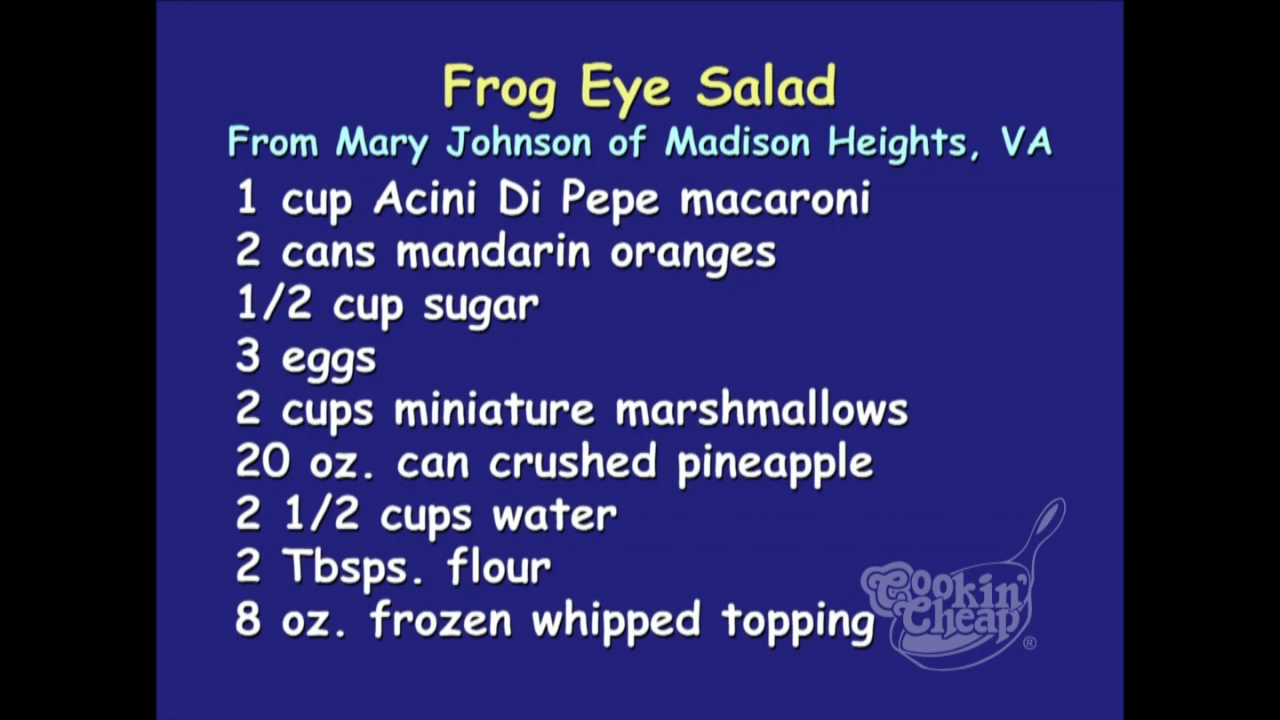 Frog Eye Salad
From Mary Johnson of Madison Heights, VA
1 cup Acini Di Pepe macaroni
2 cans mandarin oranges
1/2 cup sugar
3 eggs
2 cups miniature marshmallows
20 oz. can crushed pineapple
2 1/2 cups water
2 Tbsps. flour
8 oz. frozen whipped topping
Cookin'
Cheap
®